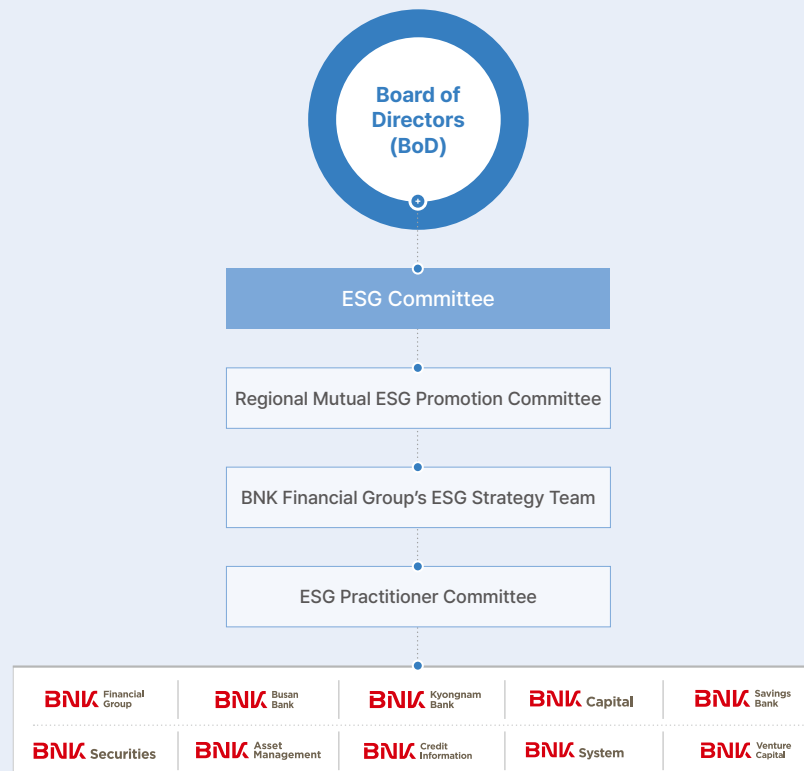 Board of
Directors
(BoD)
ESG Committee
Regional Mutual ESG Promotion Committee
BNK Financial Group’s ESG Strategy Team
ESG Practitioner Committee
BNK Financial Group
BNK Busan Bank
BNK Kyongnam Bank
BNK Capital
BNK Savings Bank
BNK Securities
BNK Asset Management
BNK Credit Information
BNK System
BNK Venture Capital